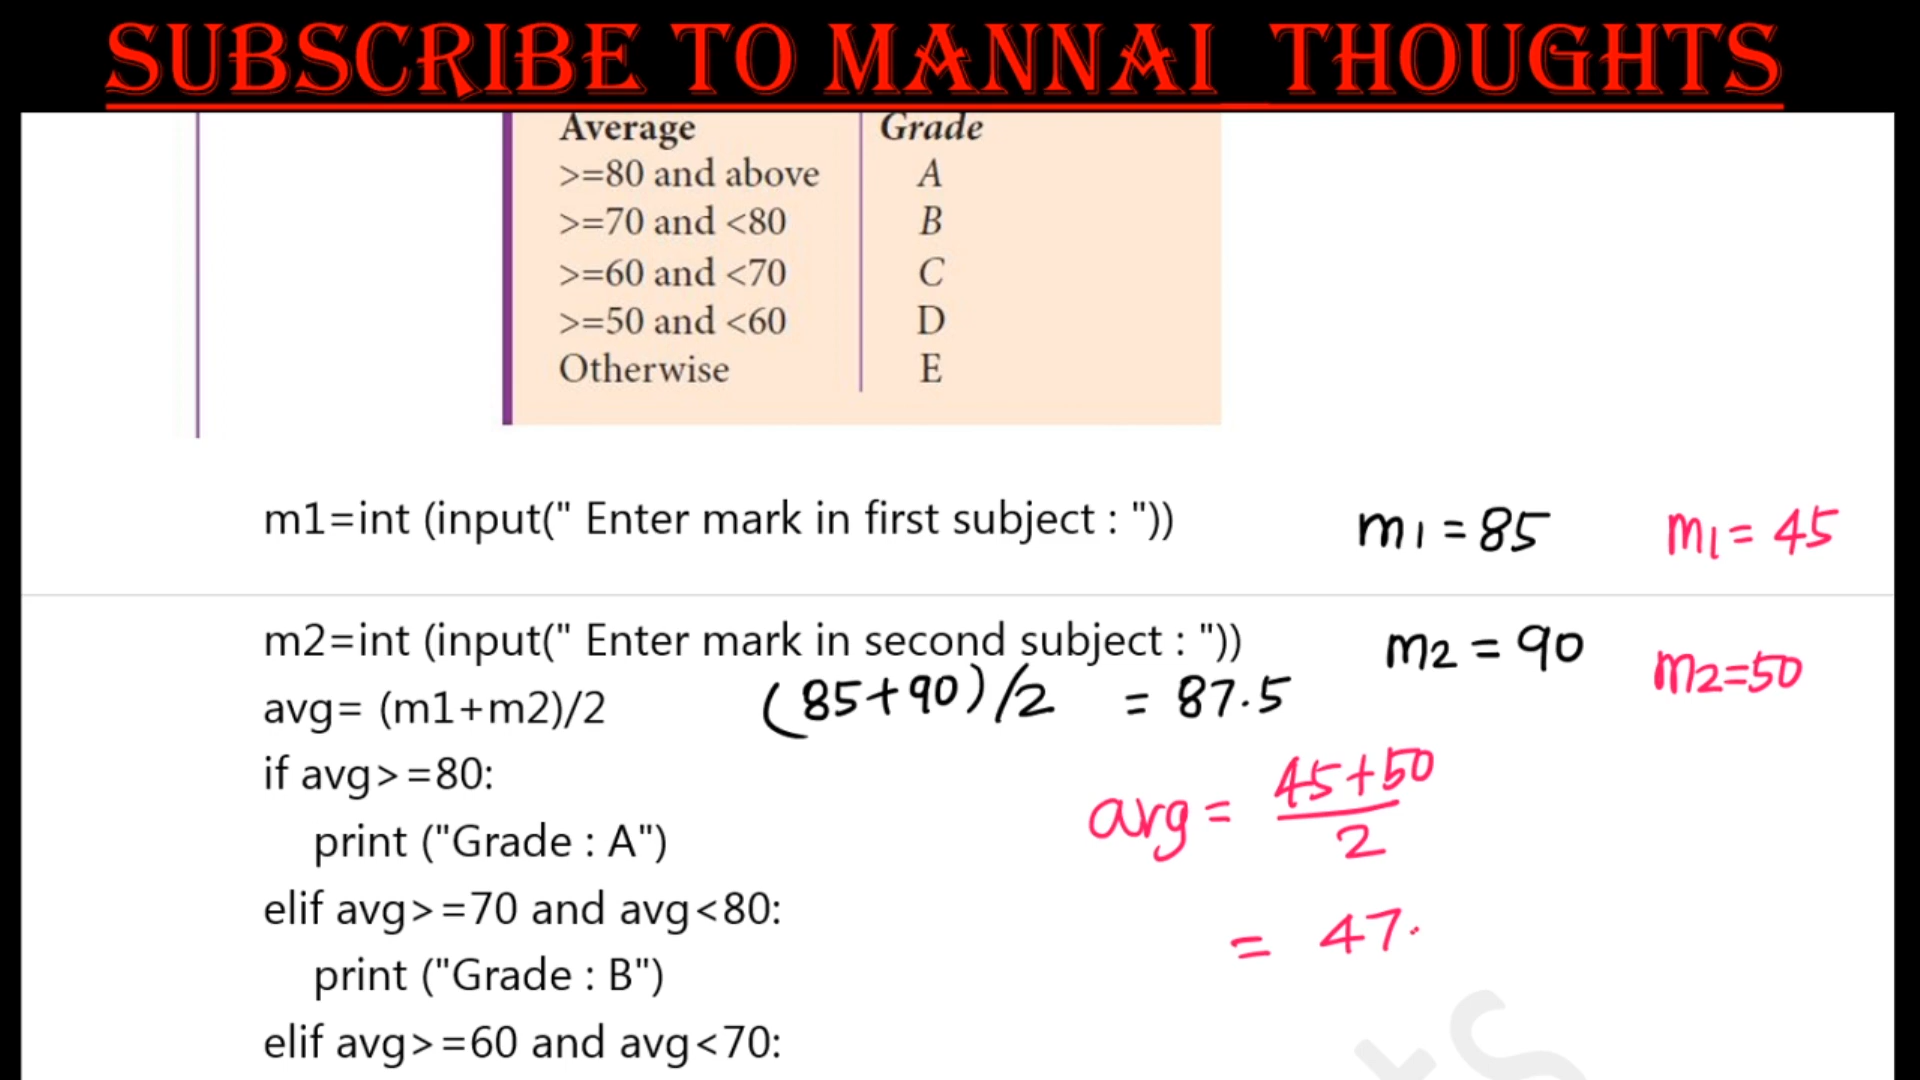 SUBSCRIBE TO MANNAI THOUGHTS
Average Grade
>=80 and above A
>=70 and <80 B
>=60 and <70 C
>=50 and <60 D
Otherwise E
m1=int (input(" Enter mark in first subject : ")) m1 = 85 m1 = 45
m2=int (input(" Enter mark in second subject : ")) m2 = 90 m2=50
avg= (m1+m2)/2 (85+90)/2 = 87.5
if avg>=80:
avg = 45+50
2
print ("Grade : A")
elif avg>=70 and avg<80: = 47.
print ("Grade : B")
elif avg>=60 and avg<70: